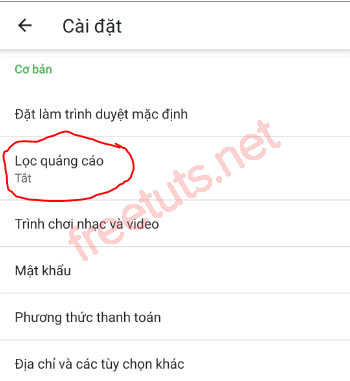 Cài đặt
Cơ bản
Đặt làm trình duyệt mặc định
Lọc quảng cáo
Tắt
freetuts.net
Trình chơi nhạc và video
Mật khẩu
Phương thức thanh toán
Địa chỉ và các tùy chọn khác